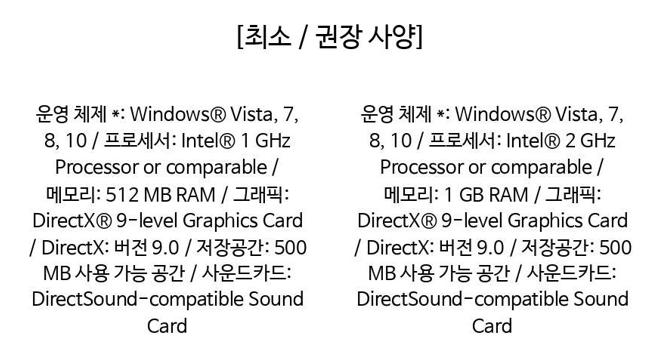 [최소 / 권장 사양]
운영 체제 *: Windows® Vista, 7,
8, 10 / 프로세서: Intel® 1 GHz
Processor or comparable /
메모리: 512 MB RAM / 그래픽:
DirectX® 9-level Graphics Card
/ DirectX: 버전 9.0 / 저장공간: 500
MB 사용 가능 공간 / 사운드카드:
DirectSound-compatible Sound
Card
운영 체제 *: Windows® Vista, 7,
8, 10 / 프로세서: Intel® 2 GHz
Processor or comparable /
메모리: 1 GB RAM / 그래픽:
DirectX® 9-level Graphics Card
/ DirectX: 버전 9.0 / 저장공간: 500
MB 사용 가능 공간 / 사운드카드:
DirectSound-compatible Sound
Card